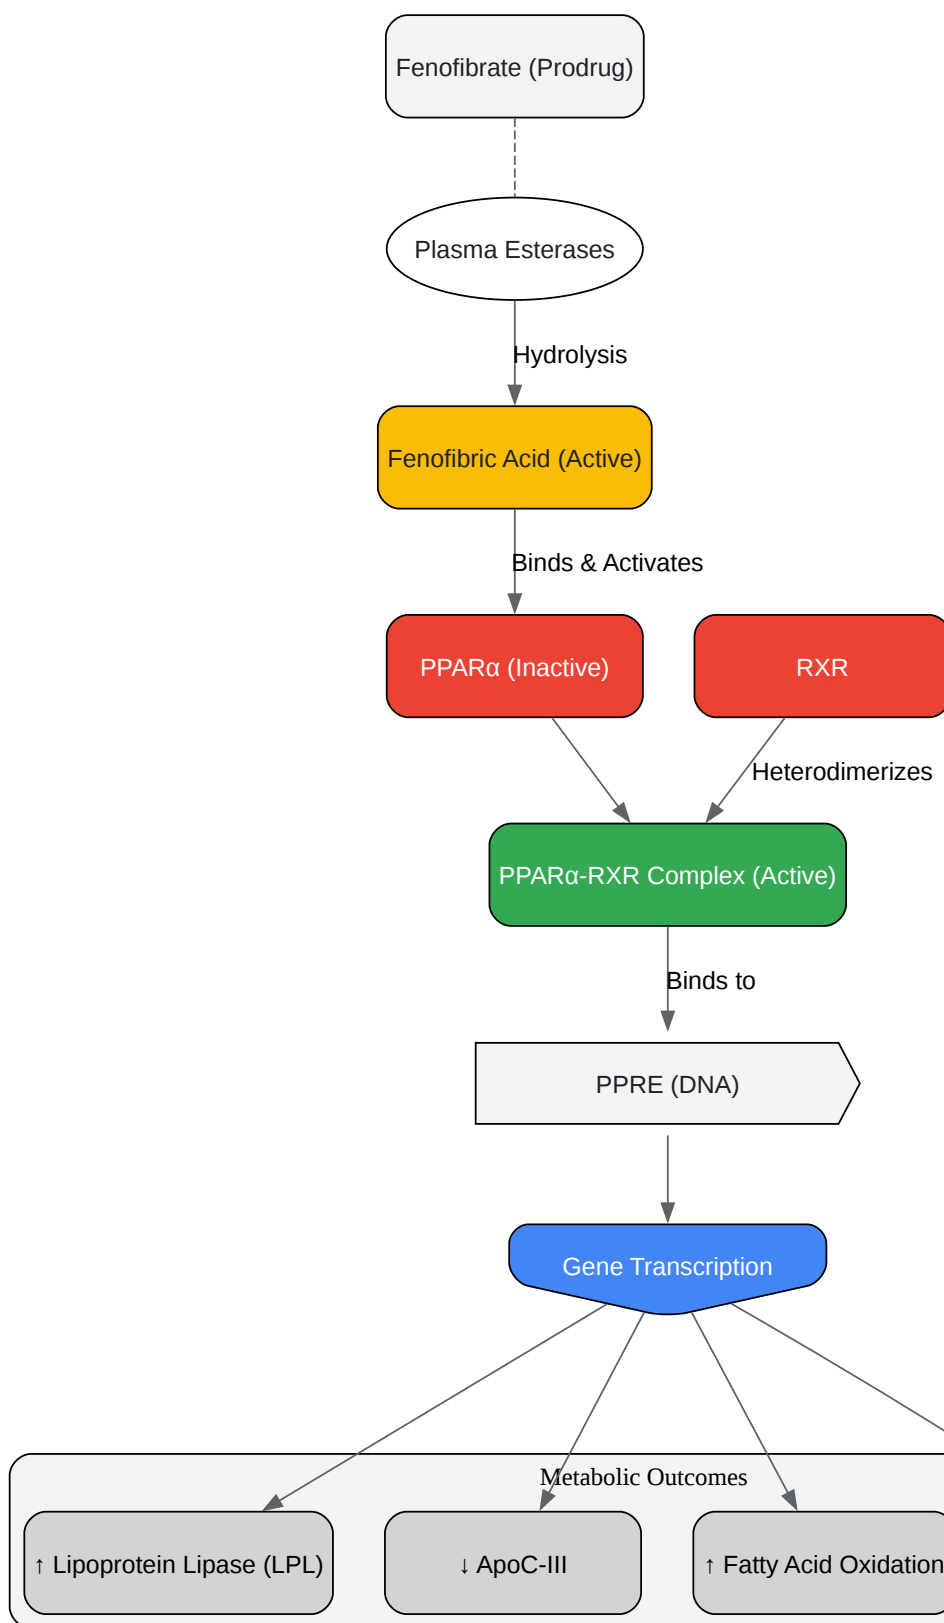 Fenofibrate (Prodrug)
Plasma Esterases
Hydrolysis
Fenofibric Acid (Active)
Binds & Activates
PPARα (Inactive)
RXR
Heterodimerizes
PPARα-RXR Complex (Active)
Binds to
PPRE (DNA)
Gene Transcription
Metabolic Outcomes
↑ Lipoprotein Lipase (LPL)
↓ ApoC-III
↑ Fatty Acid Oxidation